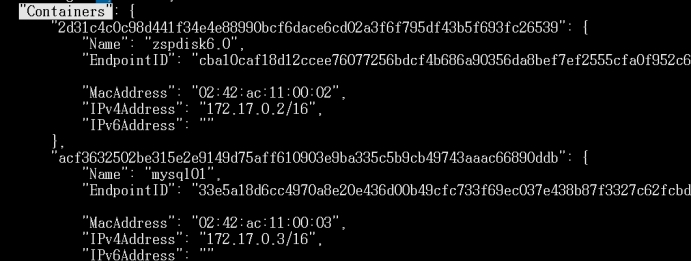 "Containers": {
"2d31c4c0c98d441f34e4e88990bcf6dace6cd02a3f6f795df43b5f693fc26539": {
"Name": "zspdisk6.0",
"EndpointID": "cba10caf18d12ccee76077256bdcf4b686a90356da8bef7ef2555cfa0f952c6
"MacAddress": "02:42:ac:11:00:02",
"IPv4Address": "172.17.0.2/16",
"IPv6Address": ""
},
"acf3632502be315e2e9149d75aff610903e9ba335c5b9cb49743aaac66890ddb": {
"Name": "mysql01",
"EndpointID": "33e5a18d6cc4970a8e20e436d00b49cfc733f69ec037e438b87f3327c62fcbd
"MacAddress": "02:42:ac:11:00:03",
"IPv4Address": "172.17.0.3/16",
"IPv6Address": ""